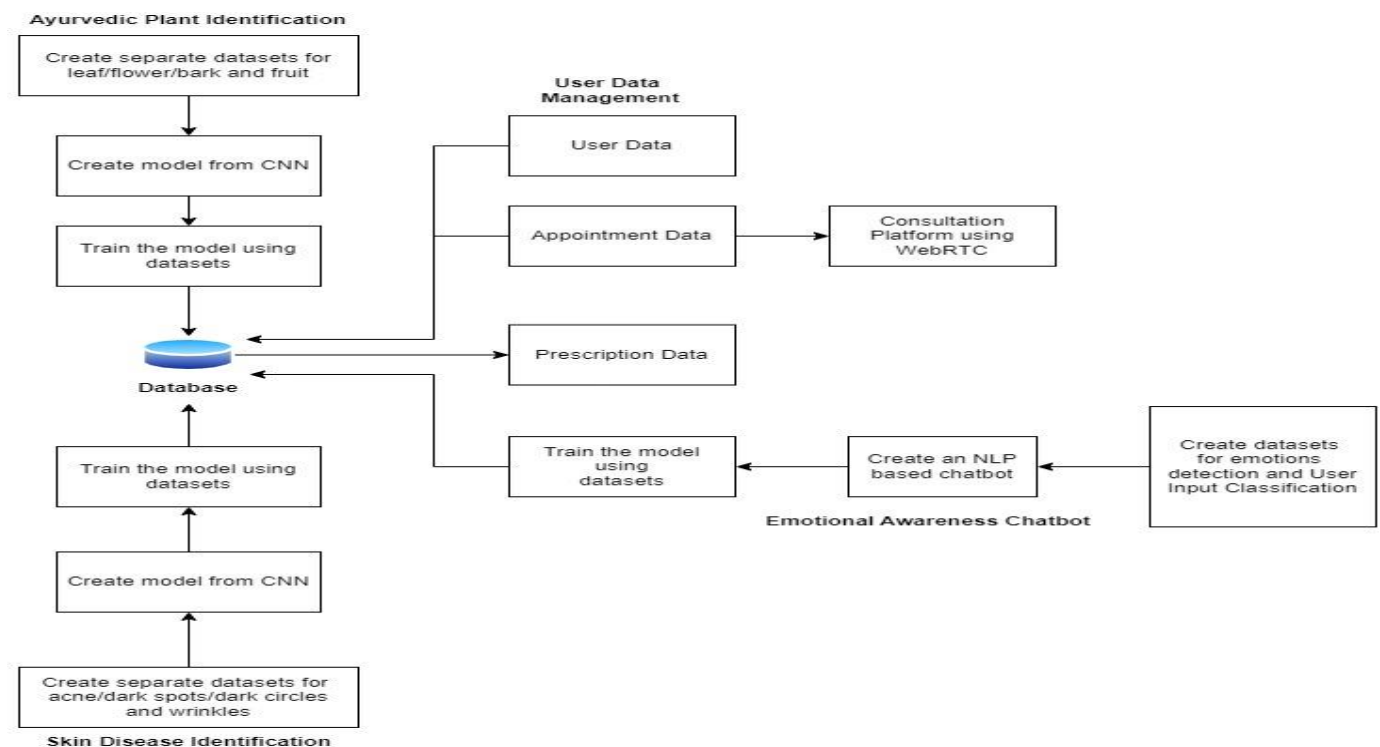 Ayurvedic Plant Identification
Create separate datasets for
leaf/flower/bark and fruit
Create model from CNN
Train the model using
datasets
Database
Train the model using
datasets
Create model from CNN
Create separate datasets for
acne/dark spots/dark circles
and wrinkles
Skin Disease Identification
User Data
Management
User Data
Appointment Data
Consultation
Platform using
WebRTC
Prescription Data
Train the model
using
datasets
Create an NLP
based chatbot
Create datasets
for emotions
detection and User
Input Classification
Emotional Awareness Chatbot